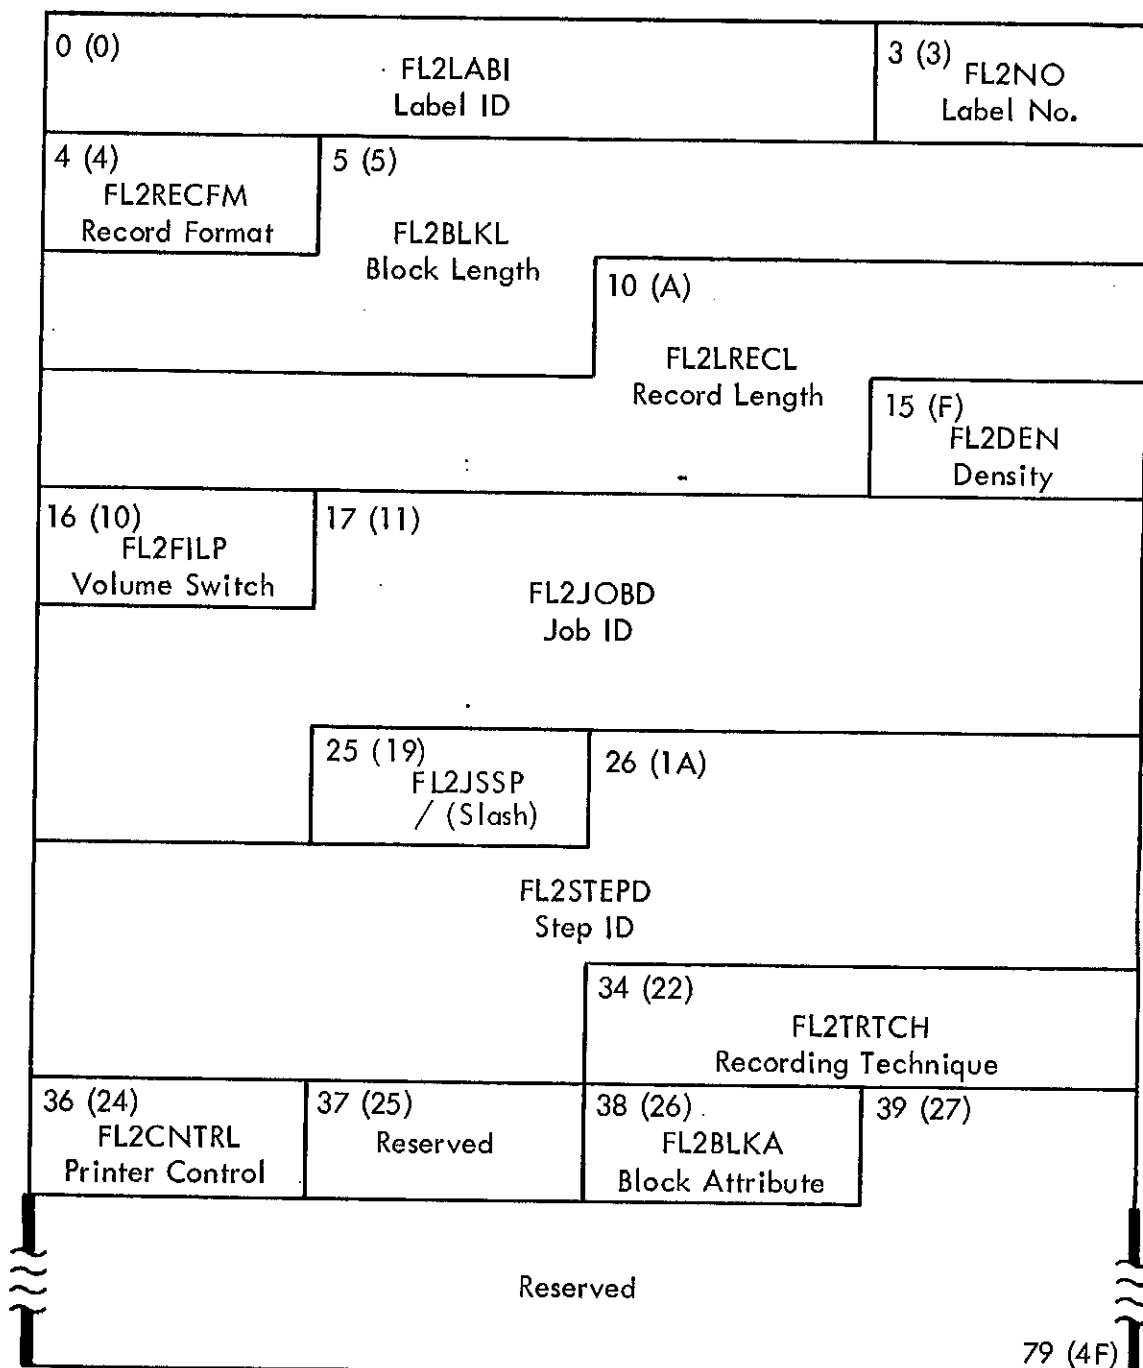 0 (0)
FL2LABI
Label ID
3 (3)
FL2NO
Label No.
4 (4)
FL2RECFM
Record Format
5 (5)
FL2BLKL
Block Length
10 (A)
FL2LRECL
Record Length
15 (F)
FL2DEN
Density
16 (10)
FL2FILP
Volume Switch
17 (11)
FL2JOBD
Job ID
25 (19)
FL2JSSP
/ (Slash)
26 (1A)
FL2STEPD
Step ID
34 (22)
FL2TRTCH
Recording Technique
36 (24)
FL2CNTRL
Printer Control
37 (25)
Reserved
38 (26)
FL2BLKA
Block Attribute
39 (27)
Reserved
79 (4F)